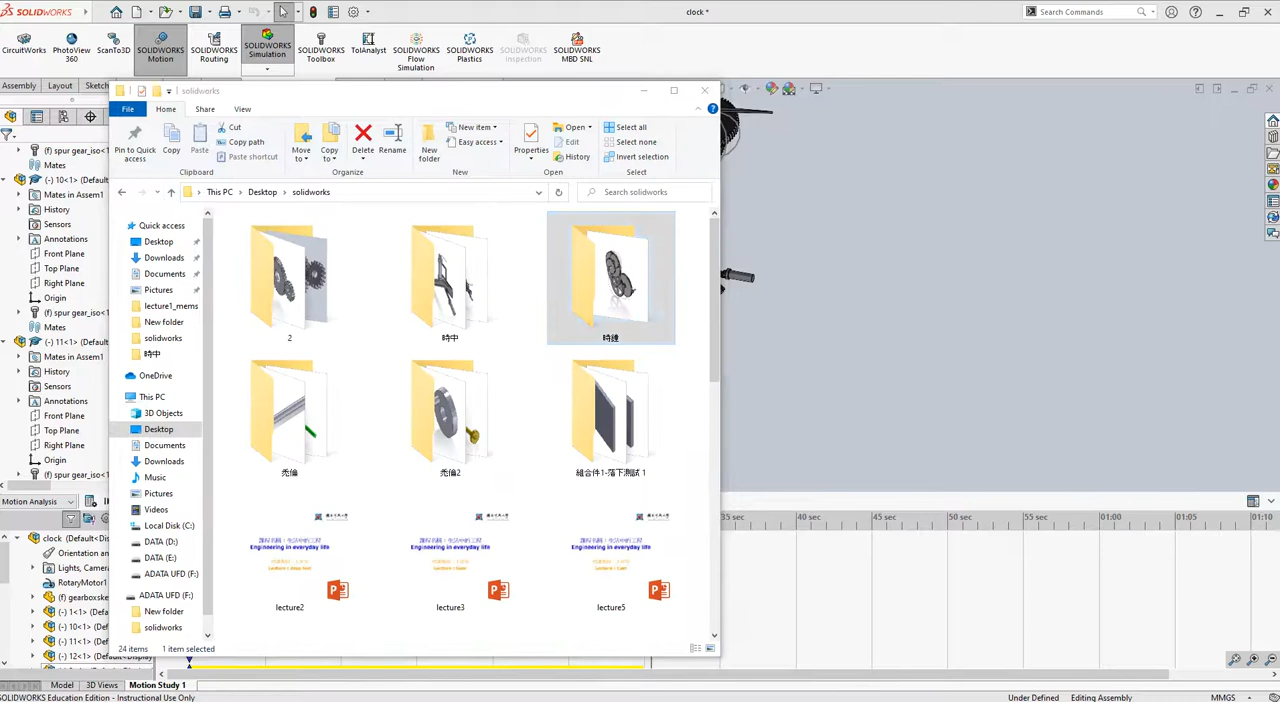 SOLIDWORKS
clock *
Search Commands
CircuitWorks
PhotoView
360
ScanTo3D
SOLIDWORKS
Motion
SOLIDWORKS
Routing
SOLIDWORKS
Simulation
SOLIDWORKS
Toolbox
TolAnalyst
SOLIDWORKS
Flow
Simulation
SOLIDWORKS
Plastics
SOLIDWORKS
Inspection
SOLIDWORKS
MBD SNL
Assembly
Layout
Sketch
(f) spur gear_iso<1
Mates
(-) 10<1> (Default
Mates in Assem1
History
Sensors
Annotations
Front Plane
Top Plane
Right Plane
Origin
(f) spur gear_iso<1
Mates
(-) 11<1> (Default
Mates in Assem1
History
Sensors
Annotations
Front Plane
Top Plane
Right Plane
Origin
(f) spur gear_iso<1
solidworks
File
Home
Share
View
Pin to Quick
access
Copy
Paste
Cut
Copy path
Paste shortcut
Clipboard
Move
to
Copy
to
Delete
Rename
Organize
New
folder
New item
Easy access
New
Properties
Open
Edit
History
Open
Select all
Select none
Invert selection
Select
This PC
Desktop
solidworks
Search solidworks
Quick access
Desktop
Downloads
Documents
Pictures
lecture1_mems
New folder
solidworks
時中
OneDrive
This PC
3D Objects
Desktop
Documents
Downloads
Music
Pictures
Videos
Local Disk (C:)
DATA (D:)
DATA (E:)
ADATA UFD (F:)
ADATA UFD (F:)
New folder
solidworks
2
時中
時鐘
禿倫
禿倫2
組合件1-落下測試 1
Engineering in everyday life
Engineering in everyday life
Engineering in everyday life
lecture2
lecture3
lecture5
24 items
1 item selected
Motion Analysis
35 sec
40 sec
45 sec
50 sec
55 sec
01:00
01:05
01:10
clock (Default<Di
Orientation an
Lights, Camera
RotaryMotor1
(f) gearboxske
(-) 1<1> (Defa
(-) 10<1> (Def
(-) 11<1> (Def
(-) 12<1> (Default<Display
Model
3D Views
Motion Study 1
SOLIDWORKS Education Edition - Instructional Use Only
Under Defined
Editing Assembly
MMGS